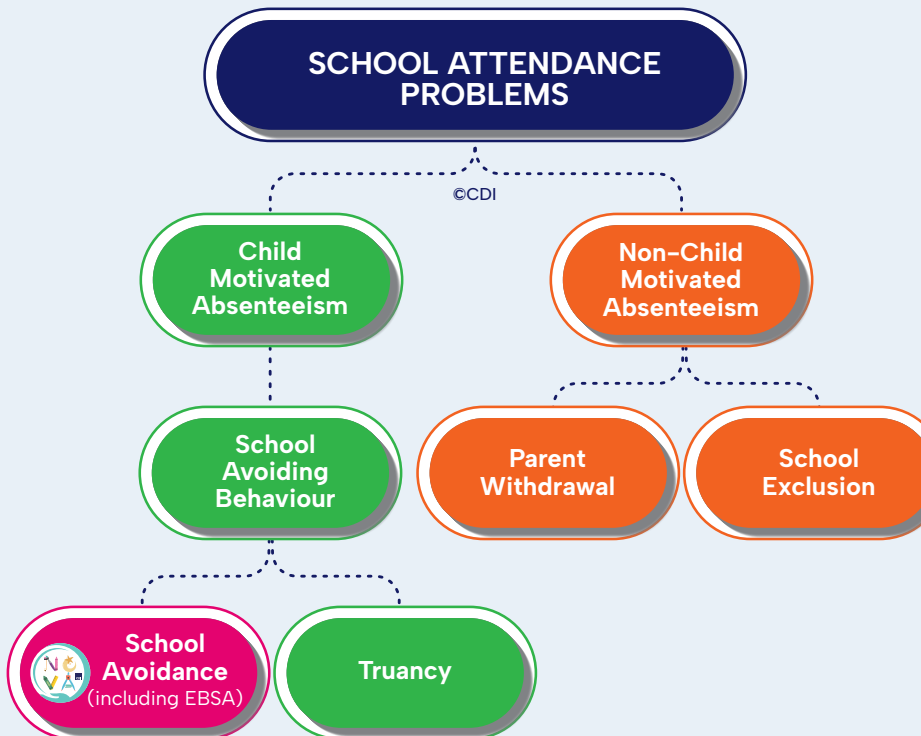 SCHOOL ATTENDANCE
PROBLEMS
©CDI
Child
Motivated
Absenteeism
Non-Child
Motivated
Absenteeism
School
Avoiding
Behaviour
Parent
Withdrawal
School
Exclusion
School
Avoidance
(including EBSA)
Truancy